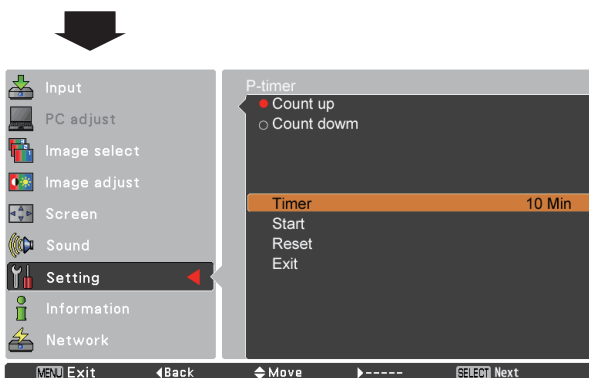 Input
PC adjust
Image select
Image adjust
Screen
Sound
Setting
Information
Network
P-timer
Count up
Count dowm
Timer 10 Min
Start
Reset
Exit
MENU Exit Back Move ----- SELECT Next